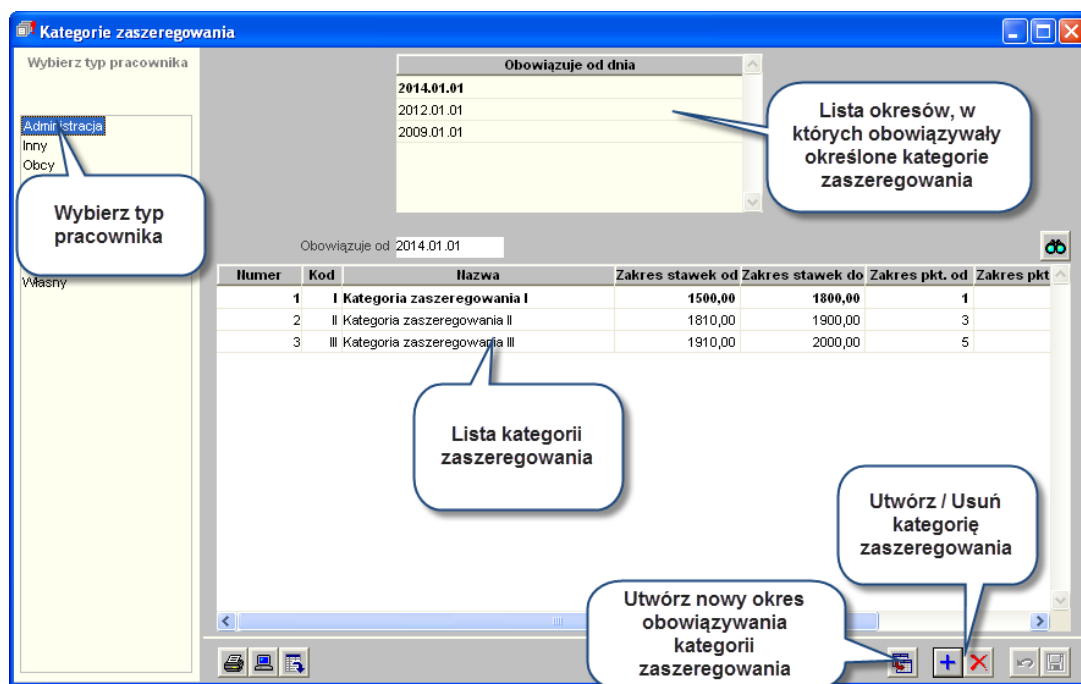 Kategorie zaszeregowania
Wybierz typ pracownika
Administracja
Inny
Obcy
Wybierz typ
pracownika
Własny
Obowiązuje od dnia
2014.01.01
2012.01.01
2009.01.01
Lista okresów, w
których obowiązywały
określone kategorie
zaszeregowania
Obowiązuje od 2014.01.01
Numer Kod Nazwa Zakres stawek od Zakres stawek do Zakres pkt. od Zakres pkt
1 I Kategoria zaszeregowania I 1500,00 1800,00 1
2 II Kategoria zaszeregowania II 1810,00 1900,00 3
3 III Kategoria zaszeregowania III 1910,00 2000,00 5
Lista kategorii
zaszeregowania
Utwórz / Usuń
kategorię
zaszeregowania
Utwórz nowy okres
obowiązywania
kategorii
zaszeregowania